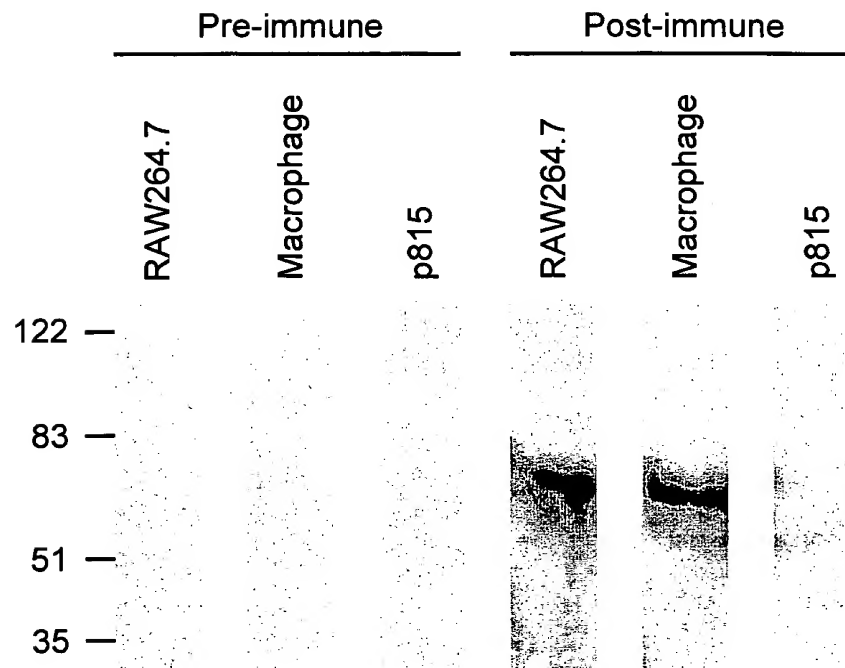 Pre-immune
Post-immune
RAW264.7
Macrophage
p815
RAW264.7
Macrophage
p815
122
83
51
35